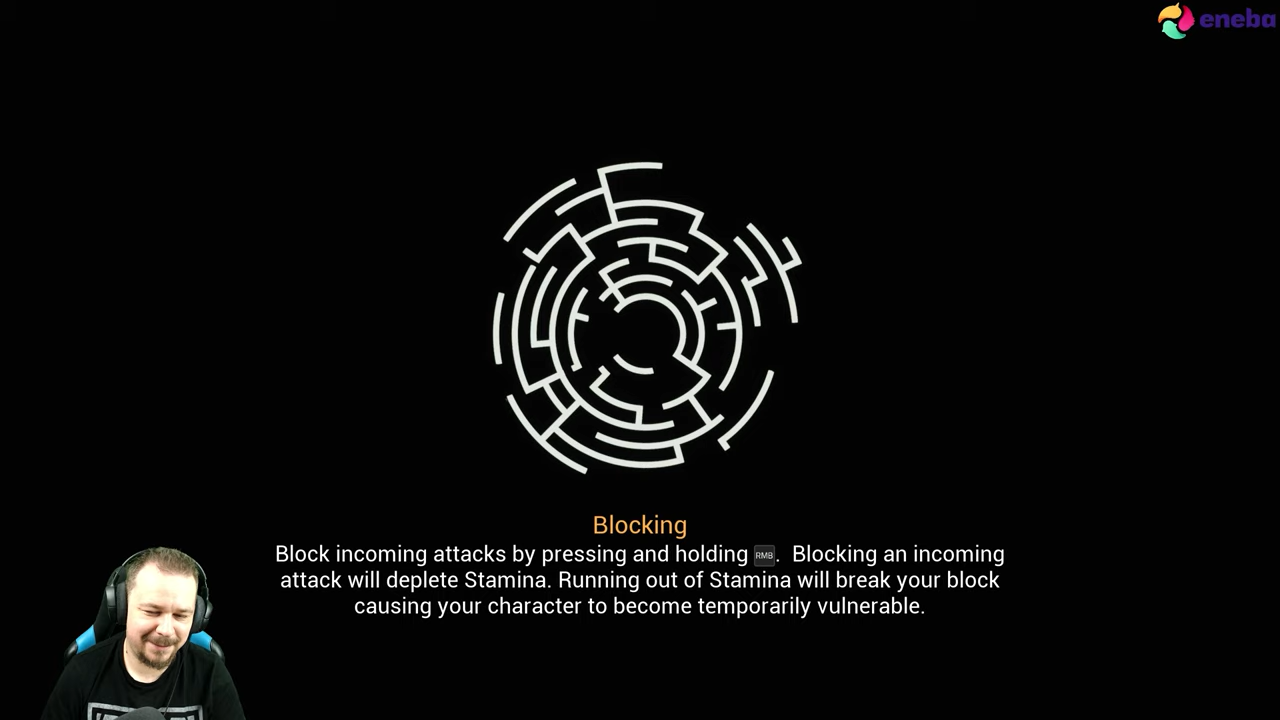 eneba
Blocking
Block incoming attacks by pressing and holding RMB. Blocking an incoming
attack will deplete Stamina. Running out of Stamina will break your block
causing your character to become temporarily vulnerable.